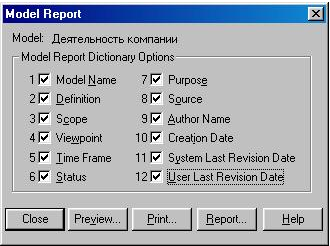 Model Report
Model: Деятельность компании
Model Report Dictionary Options
1 Model Name
2 Definition
3 Scope
4 Viewpoint
5 Time Frame
6 Status
7 Purpose
8 Source
9 Author Name
10 Creation Date
11 System Last Revision Date
12 User Last Revision Date
Close Preview... Print... Report... Help